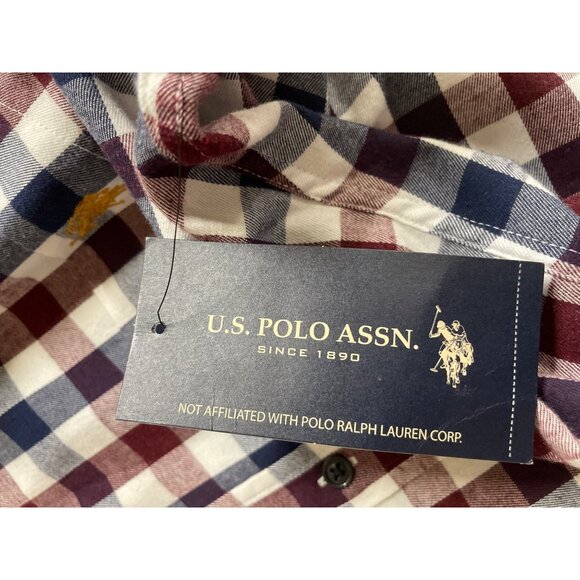 U.S. POLO ASSN.
SINCE 1890
NOT AFFILIATED WITH POLO RALPH LAUREN CORP.